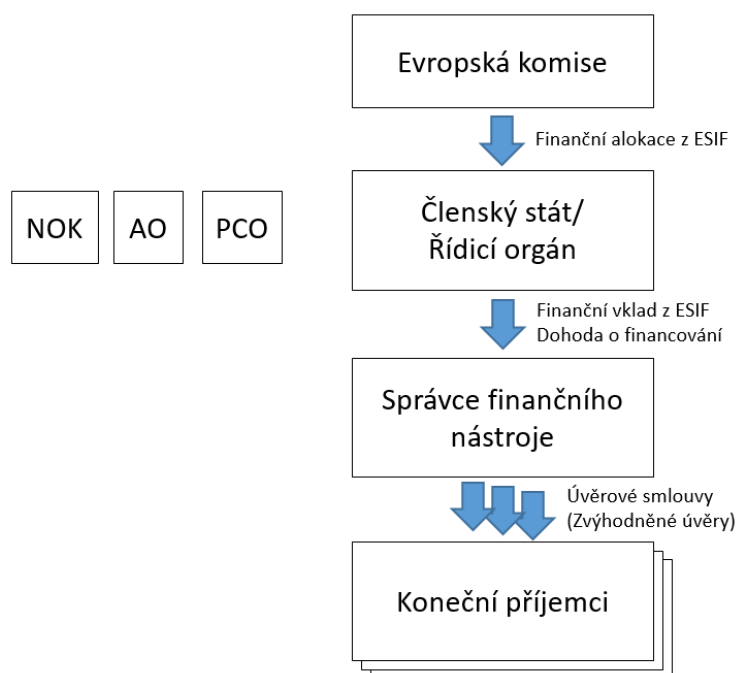 Evropská komise
Finanční alokace z ESIF
NOK
AO
PCO
Členský stát/
Řídicí orgán
Finanční vklad z ESIF
Dohoda o financování
Správce finančního
nástroje
Úvěrové smlouvy
(Zvýhodněné úvěry)
Koneční příjemci